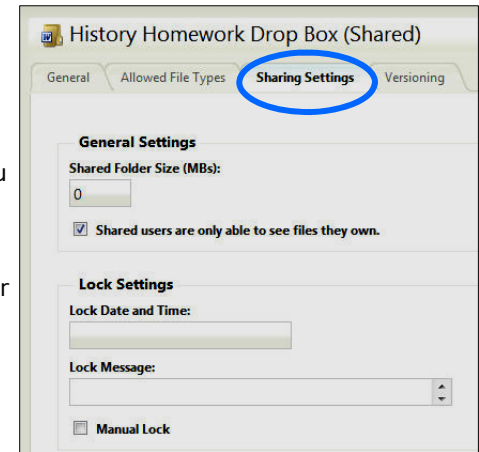 History Homework Drop Box (Shared)
General Allowed File Types Sharing Settings Versioning
General Settings
Shared Folder Size (MBs):
u
0
Shared users are only able to see files they own.
r
Lock Settings
Lock Date and Time:
Lock Message:
Manual Lock